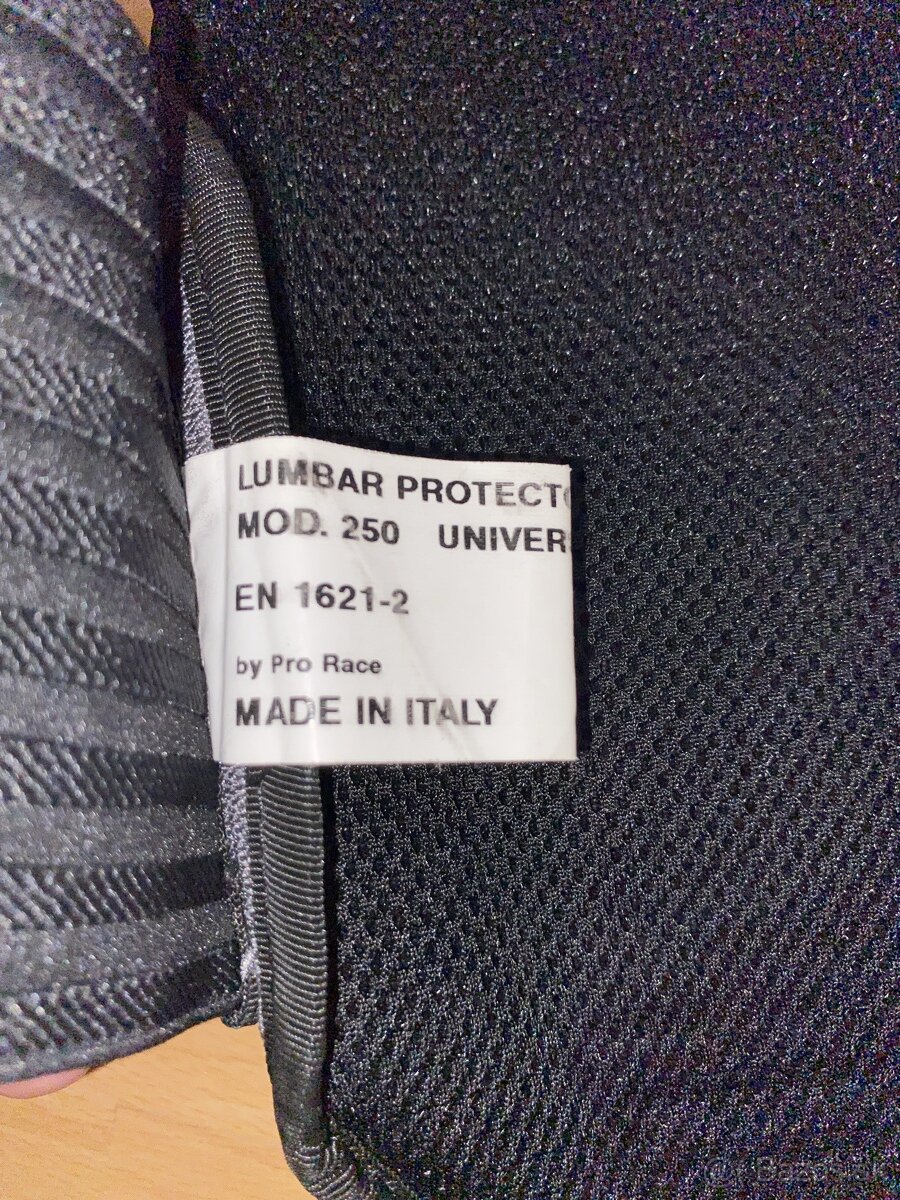 LUMBAR PROTECTO
MOD. 250 UNIVER
EN 1621-2
by Pro Race
MADE IN ITALY